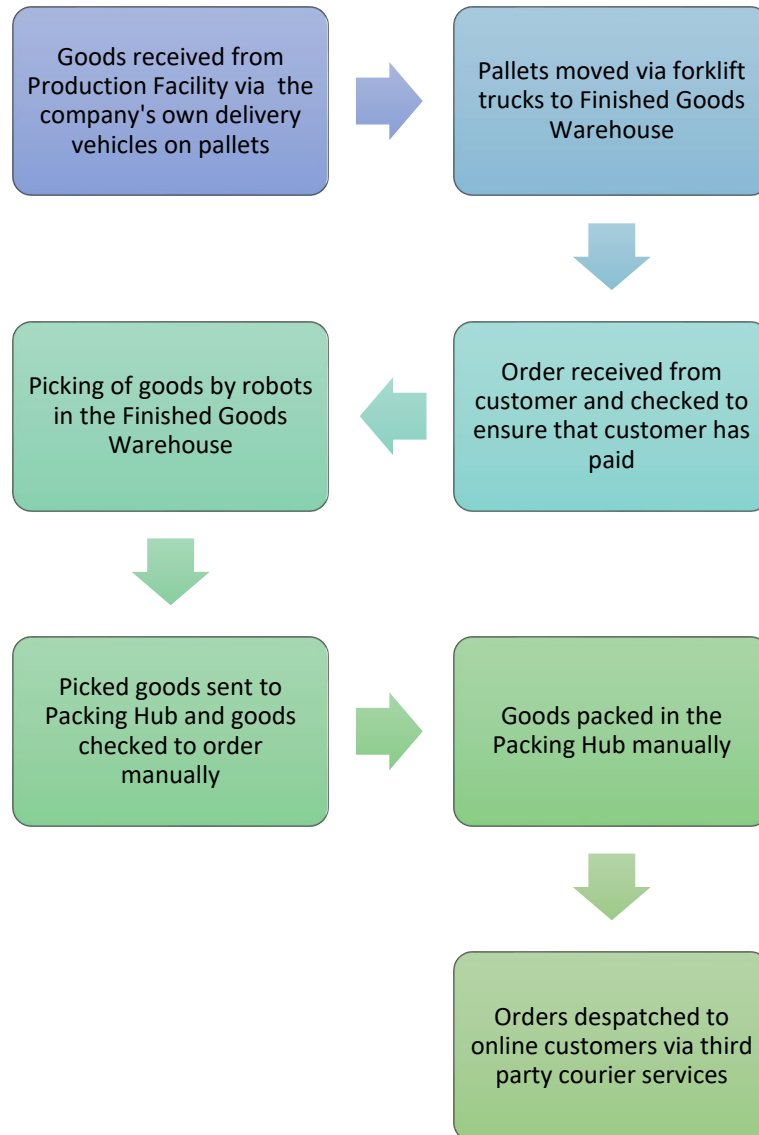 Goods received from
Production Facility via the
company's own delivery
vehicles on pallets
Pallets moved via forklift
trucks to Finished Goods
Warehouse
Order received from
customer and checked to
ensure that customer has
paid
Picking of goods by robots
in the Finished Goods
Warehouse
Picked goods sent to
Packing Hub and goods
checked to order
manually
Goods packed in the
Packing Hub manually
Orders despatched to
online customers via third
party courier services